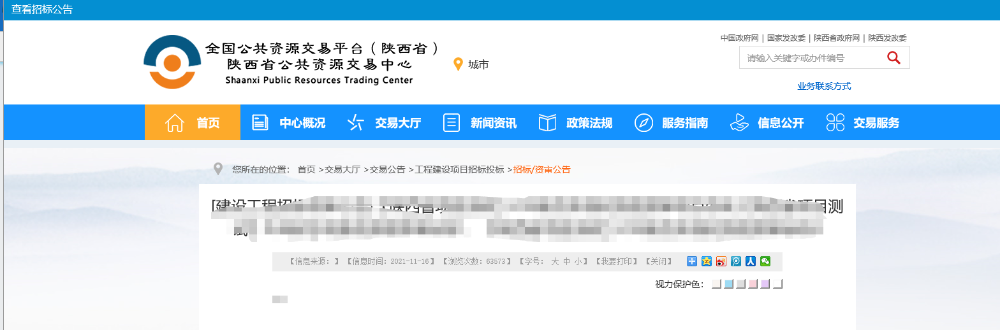 查看招标公告
中国政府网 | 国家发改委 | 陕西省政府网 | 陕西发改委
全国公共资源交易平台（陕西省）
陕西省公共资源交易中心
Shaanxi Public Resources Trading Center
城市
请输入关键字或办件编号
业务联系方式
首页 中心概况 交易大厅 新闻资讯 政策法规 服务指南 信息公开 交易服务
您所在的位置： 首页 >交易大厅 >交易公告 >工程建设项目招标投标 >招标/资审公告
[建设工程招标 项目测
试
【信息来源：】 【信息时间：2021-11-16】 【浏览次数：63573】 【字号： 大 中 小】 【我要打印】 【关闭】
视力保护色：